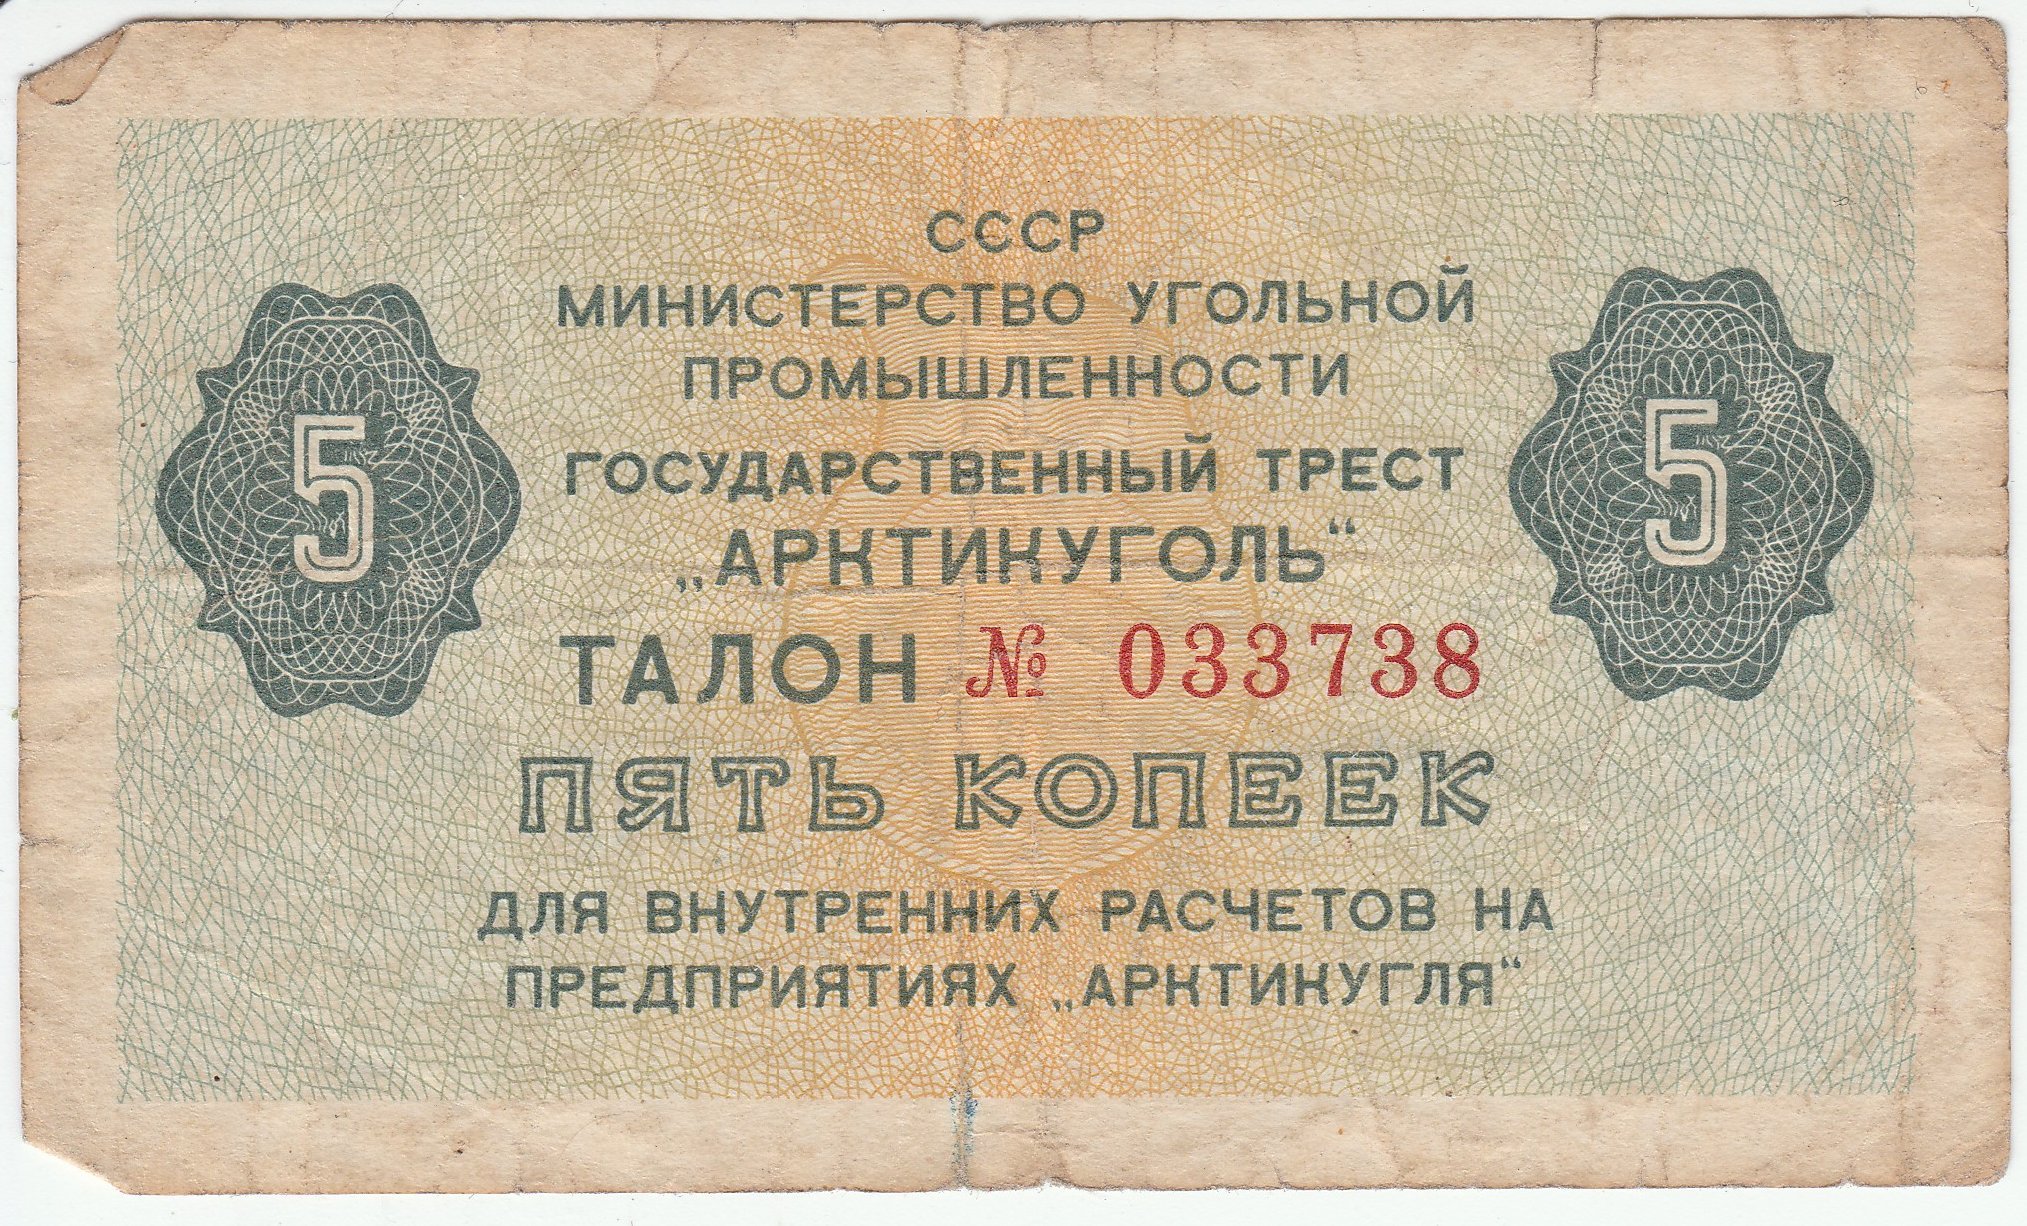 СССР
МИНИСТЕРСТВО УГОЛЬНОЙ
ПРОМЫШЛЕННОСТИ
ГОСУДАРСТВЕННЫЙ ТРЕСТ
„АРКТИКУГОЛЬ“
5
5
ТАЛОН № 033738
ПЯТЬ КОПЕЕК
ДЛЯ ВНУТРЕННИХ РАСЧЕТОВ НА
ПРЕДПРИЯТИЯХ „АРКТИКУГЛЯ“